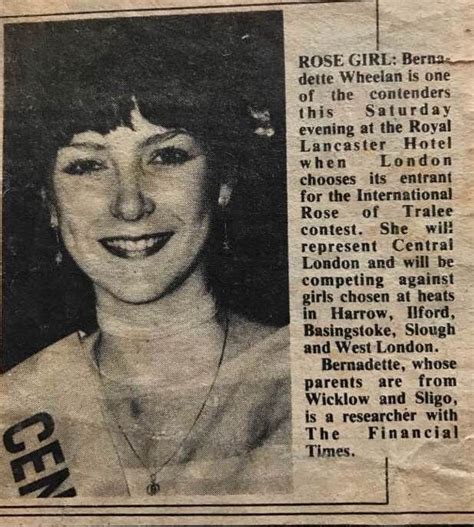 ROSE GIRL: Berna-
dette Wheelan is one
of the contenders
this Saturday
evening at the Royal
Lancaster Hotel
when London
chooses its entrant
for the International
Rose of Tralee
contest. She will
represent Central
London and will be
competing against
girls chosen at heats
in Harrow, Ilford,
Basingstoke, Slough
and West London.
Bernadette, whose
parents are from
Wicklow and Sligo,
is a researcher with
The Financial
Times.
CEN